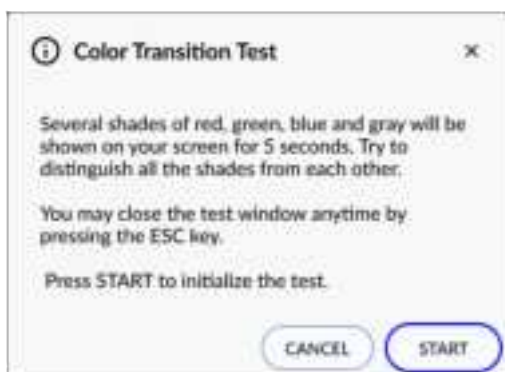 Color Transition Test
Several shades of red, green, blue and gray will be
shown on your screen for 5 seconds. Try to
distinguish all the shades from each other.
You may close the test window anytime by
pressing the ESC key.
Press START to initialize the test.
CANCEL
START